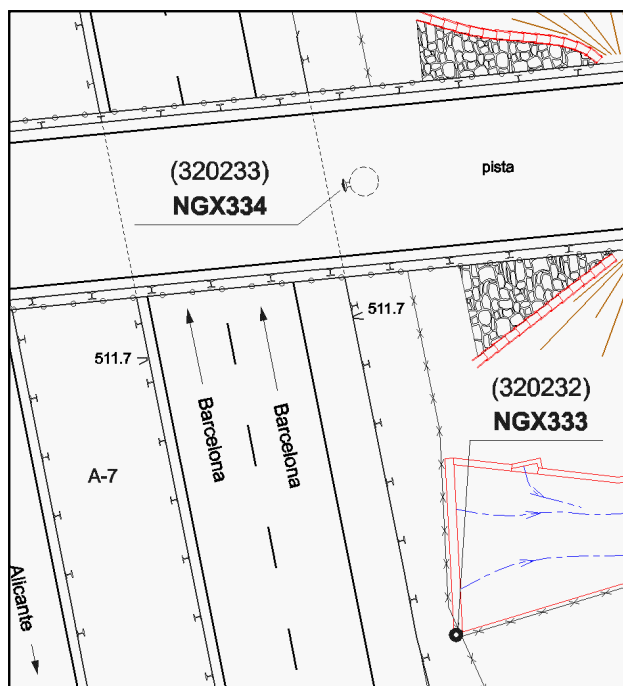 (320233)
NGX334
pista
511.7
511.7
(320232)
NGX333
Barcelona
Barcelona
A-7
Alicante